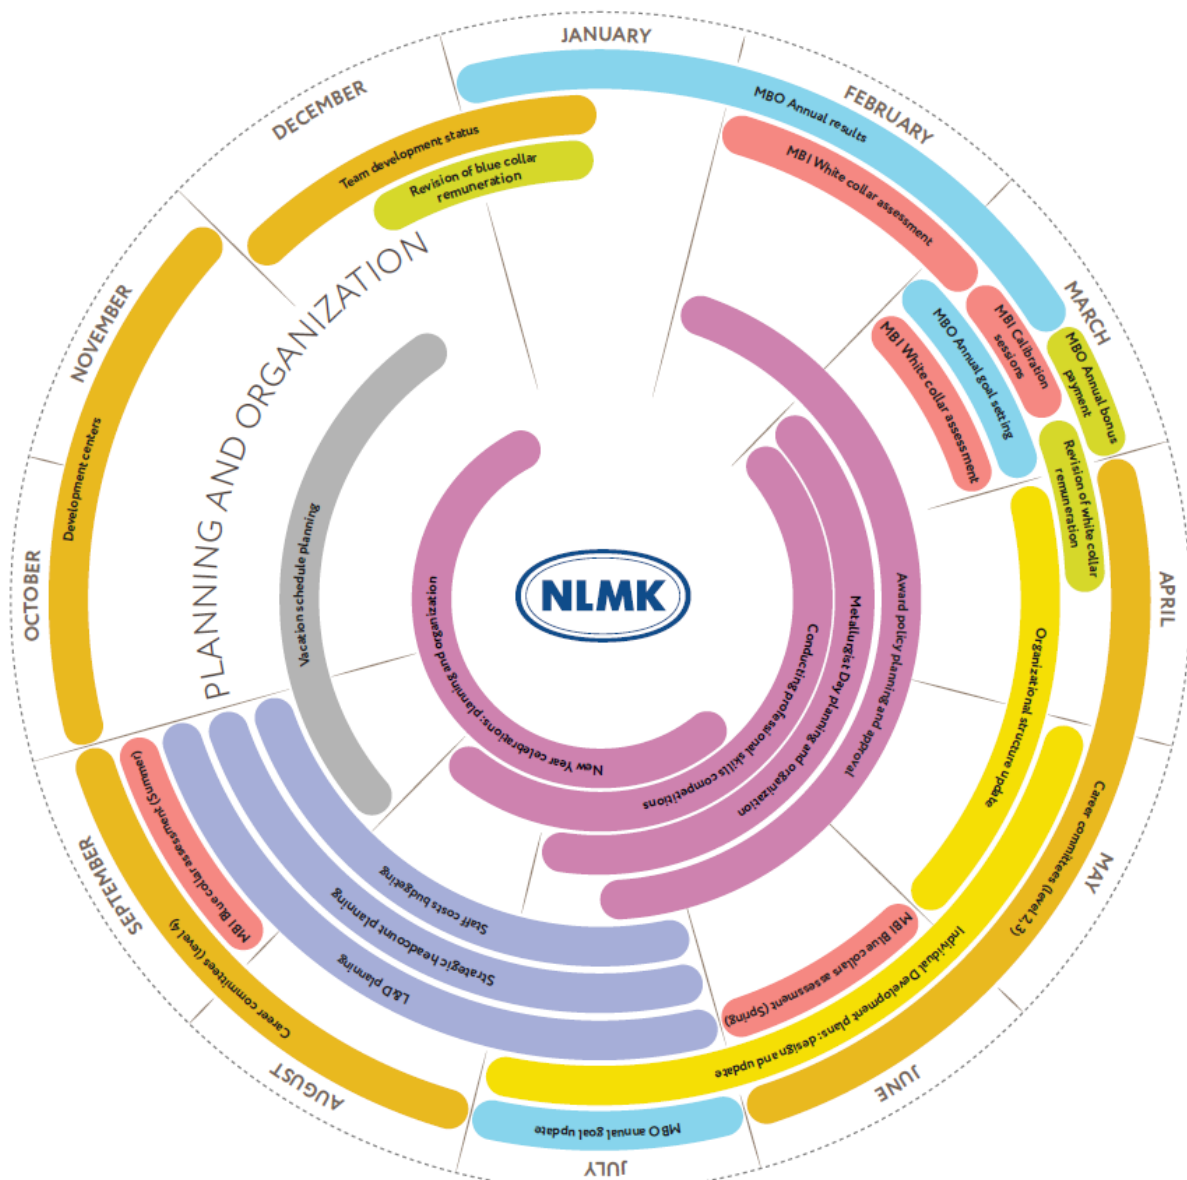 JANUARY
FEBRUARY
MARCH
APRIL
MAY
JUNE
JULY
AUGUST
SEPTEMBER
OCTOBER
NOVEMBER
DECEMBER
MBO Annual results
MBI White collar assessment
MBI Calibration
sessions
MBO Annual goal setting
MBI White collar assessment
MBO Annual bonus
payment
Revision of white collar
remuneration
Organizational structure update
Career committees (level 2,3)
Individual Development plans: design and update
MBI Blue collars assessment (Spring)
MBO annual goal update
Award policy planning and approval
Metallurgist Day planning and organization
Conducting professional skills competitions
New Year celebrations: planning and organization
Staff costs budgeting
Strategic headcount planning
L&D planning
MBI Blue collar assessment (Summer)
Career committees (level 4)
Vacation schedule planning
Development centers
PLANNING AND ORGANIZATION
Team development status
Revision of blue collar
remuneration
NLMK